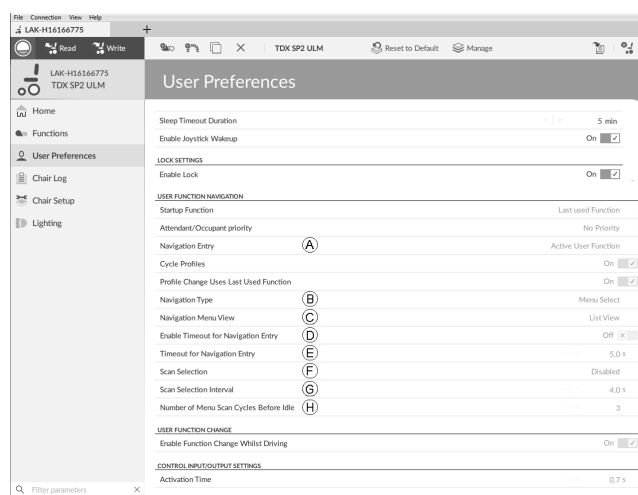 File Connection View Help
LAK-H16166775 +
Read Write TDX SP2 ULM Reset to Default Manage
LAK-H16166775
TDX SP2 ULM
User Preferences
Home
Functions
User Preferences
Chair Log
Chair Setup
Lighting
Sleep Timeout Duration 5 min
Enable Joystick Wakeup On
LOCK SETTINGS
Enable Lock On
USER FUNCTION NAVIGATION
Startup Function Last used Function
Attendant/Occupant priority No Priority
Navigation Entry A Active User Function
Cycle Profiles On
Profile Change Uses Last Used Function On
Navigation Type B Menu Select
Navigation Menu View C List View
Enable Timeout for Navigation Entry D Off
Timeout for Navigation Entry E 5.0 s
Scan Selection F Disabled
Scan Selection Interval G 4.0 s
Number of Menu Scan Cycles Before Idle H 3
USER FUNCTION CHANGE
Enable Function Change Whilst Driving On
CONTROL INPUT/OUTPUT SETTINGS
Activation Time 0.7 s
Filter parameters